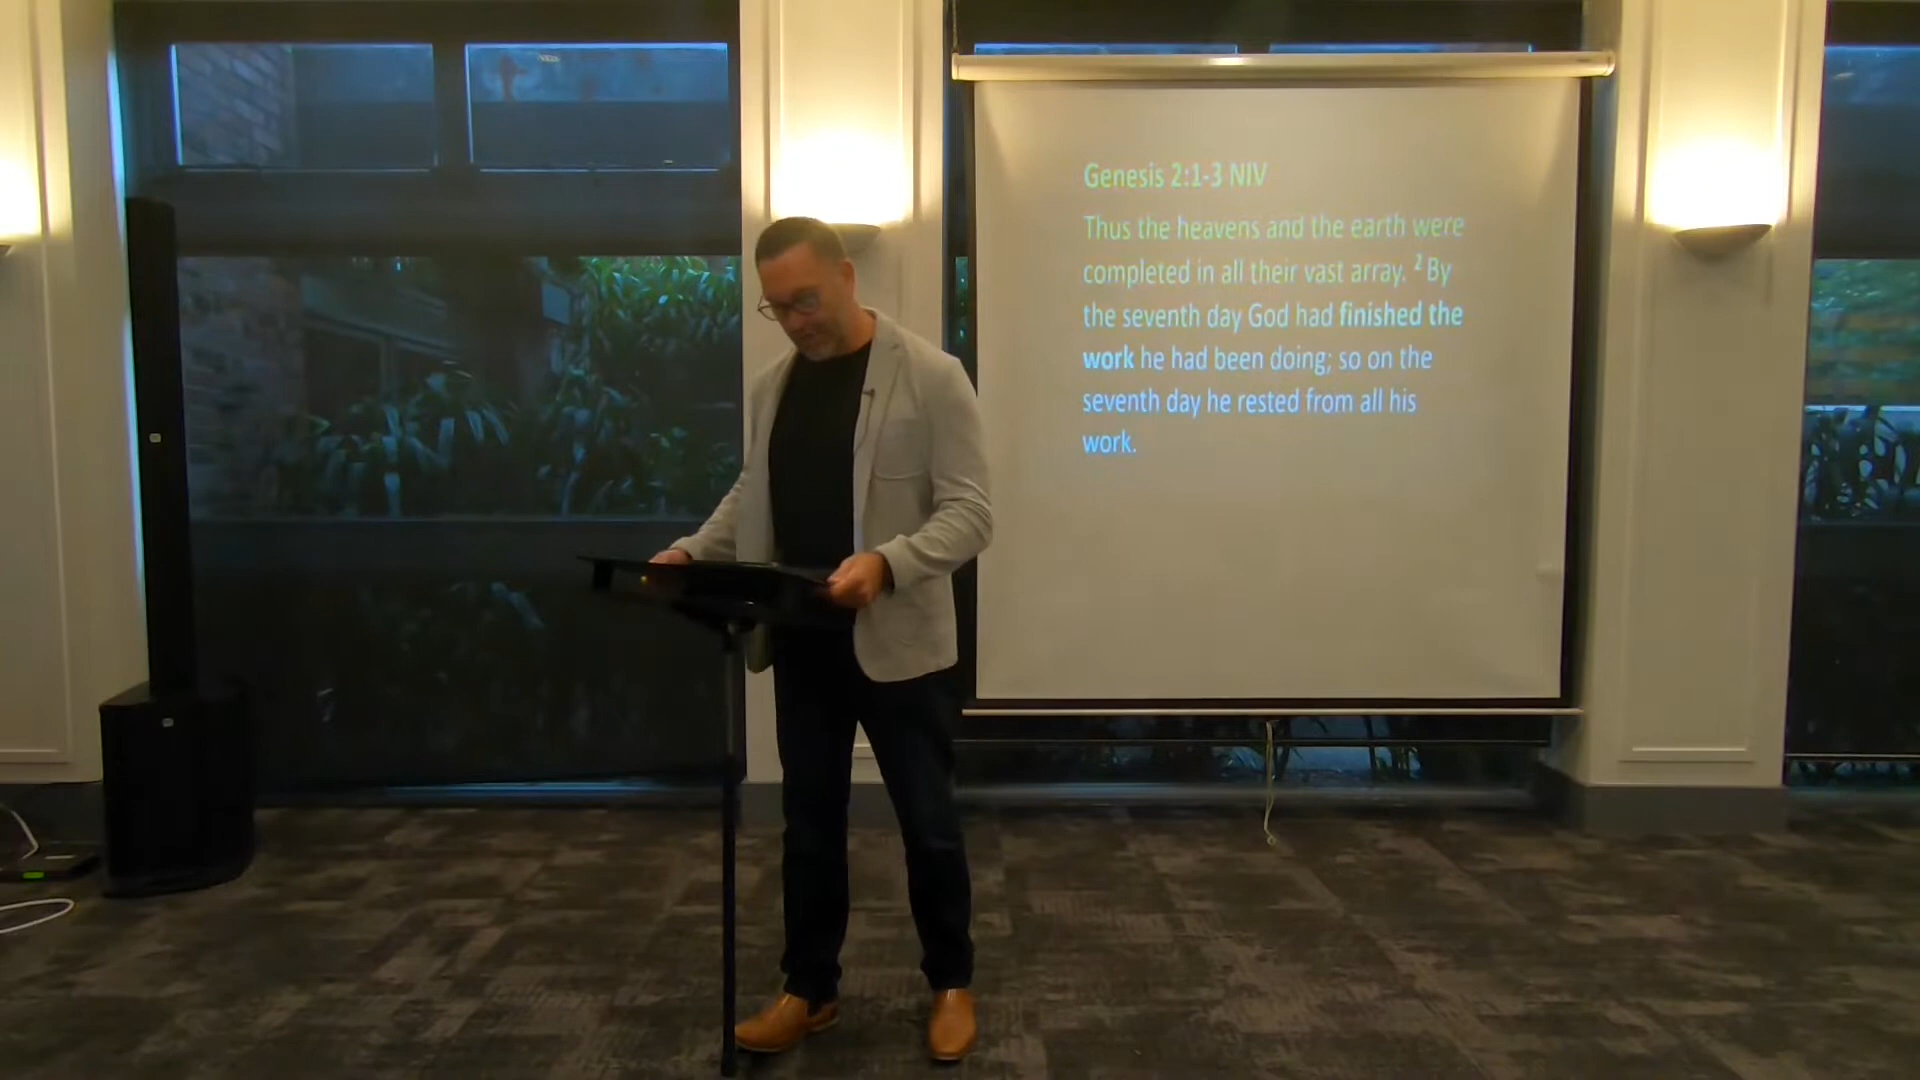 Genesis 2:1-3 NIV
Thus the heavens and the earth were
completed in all their vast array. ² By
the seventh day God had finished the
work he had been doing; so on the
seventh day he rested from all his
work.